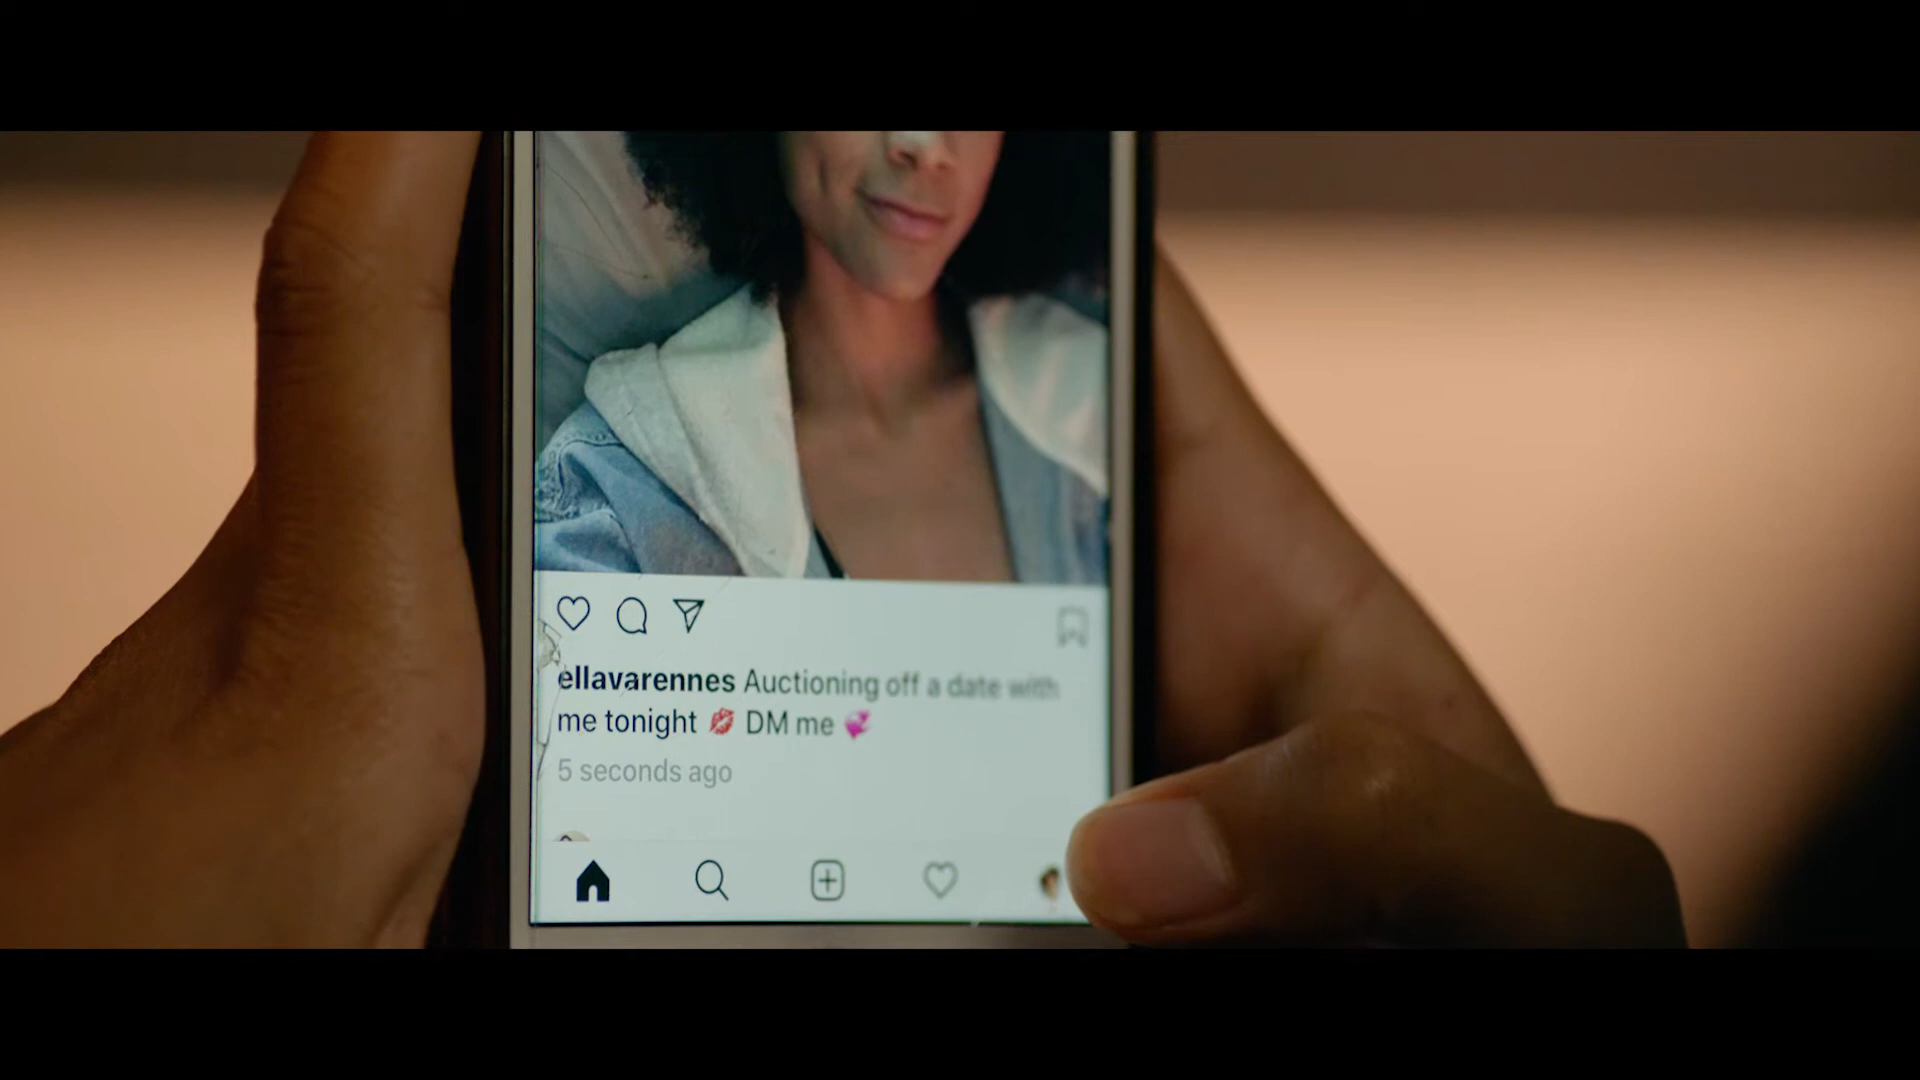 ellavarennes Auctioning off a date with
me tonight 💋 DM me 💞
5 seconds ago